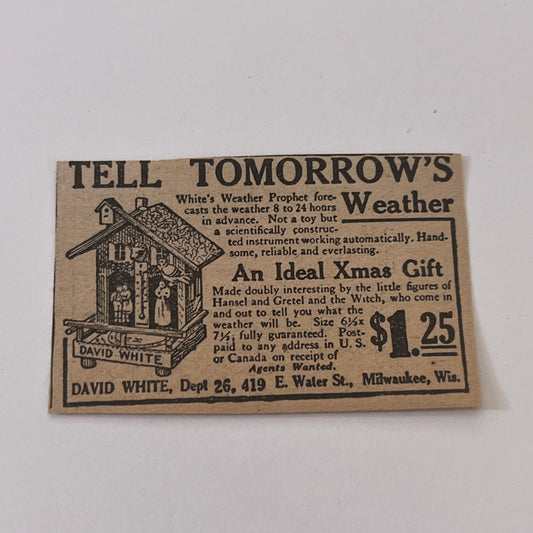 TELL TOMORROW'S
Weather
White's Weather Prophet fore-
casts the weather 8 to 24 hours
in advance. Not a toy but
a scientifically construc-
ted instrument working automatically. Hand-
some, reliable and everlasting.
An Ideal Xmas Gift
Made doubly interesting by the little figures of
Hansel and Gretel and the Witch, who come in
and out to tell you what the
weather will be. Size 6½x
7½; fully guaranteed. Post-
paid to any address in U. S.
or Canada on receipt of
$1.25
Agents Wanted.
DAVID WHITE
DAVID WHITE, Dept 26, 419 E. Water St., Milwaukee, Wis.